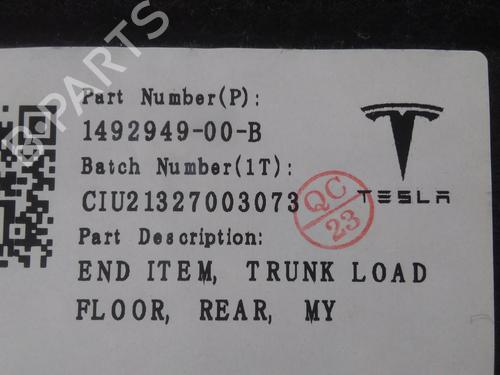 Part Number(P):
1492949-00-B
Batch Number(1T):
CIU21327003073
QC
23
TESLA
Part Description:
END ITEM, TRUNK LOAD
FLOOR, REAR, MY
B-PARTS